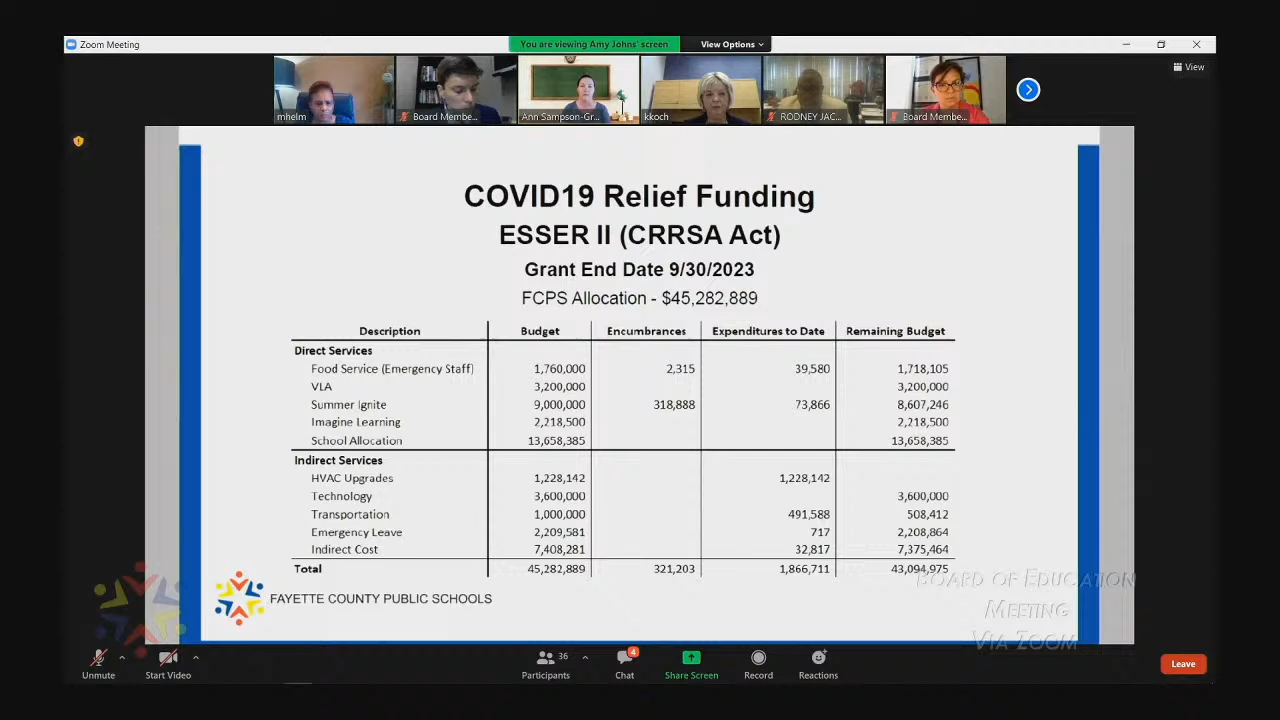 Zoom Meeting
You are viewing Amy Johns' screen
View Options
View
mhelm
Board Membe...
Ann Sampson-Gr...
kkoch
RODNEY JAC...
Board Membe...
COVID19 Relief Funding
ESSER II (CRRSA Act)
Grant End Date 9/30/2023
FCPS Allocation - $45,282,889
Description Budget Encumbrances Expenditures to Date Remaining Budget
Direct Services
Food Service (Emergency Staff) 1,760,000 2,315 39,580 1,718,105
VLA 3,200,000 3,200,000
Summer Ignite 9,000,000 318,888 73,866 8,607,246
Imagine Learning 2,218,500 2,218,500
School Allocation 13,658,385 13,658,385
Indirect Services
HVAC Upgrades 1,228,142 1,228,142
Technology 3,600,000 3,600,000
Transportation 1,000,000 491,588 508,412
Emergency Leave 2,209,581 717 2,208,864
Indirect Cost 7,408,281 32,817 7,375,464
Total 45,282,889 321,203 1,866,711 43,094,975
FAYETTE COUNTY PUBLIC SCHOOLS
BOARD OF EDUCATION
MEETING
VIA ZOOM
Unmute
Start Video
36
Participants
4
Chat
Share Screen
Record
Reactions
Leave